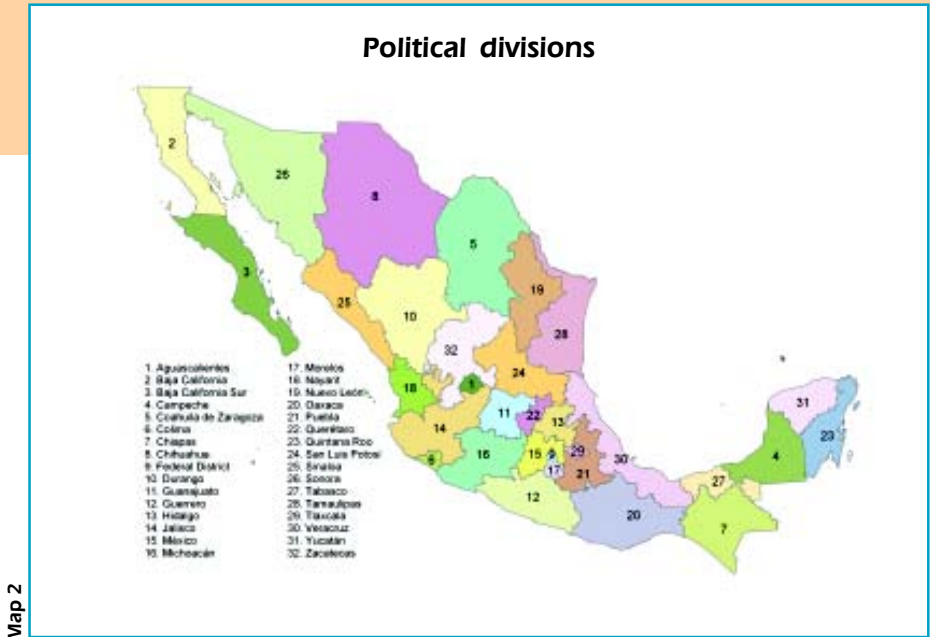 Political divisions
2
26
8
5
3
19
25
10
28
32
24
1
18
31
11
22
13
23
14
4
16
15
9
29
30
6
17
21
27
12
20
7
1. Aguascalientes
2 Baja California
3. Baja California Sur
4. Campeche
5 Coahuila de Zaragoza
6 Colima
7 Chiapas
8. Chihuahua
9. Federal District
10. Durango
11. Guanajuato
12. Guerrero
13. Hidalgo
14. Jalisco
15. México
16. Michoacán
17. Morelos
18. Nayarit
19. Nuevo León
20. Oaxaca
21. Puebla
22. Querétaro
23. Quintana Roo
24. San Luis Potosí
25. Sinaloa
26. Sonora
27. Tabasco
28. Tamaulipas
29. Tlaxcala
30. Veracruz
31. Yucatán
32. Zacatecas
Map 2